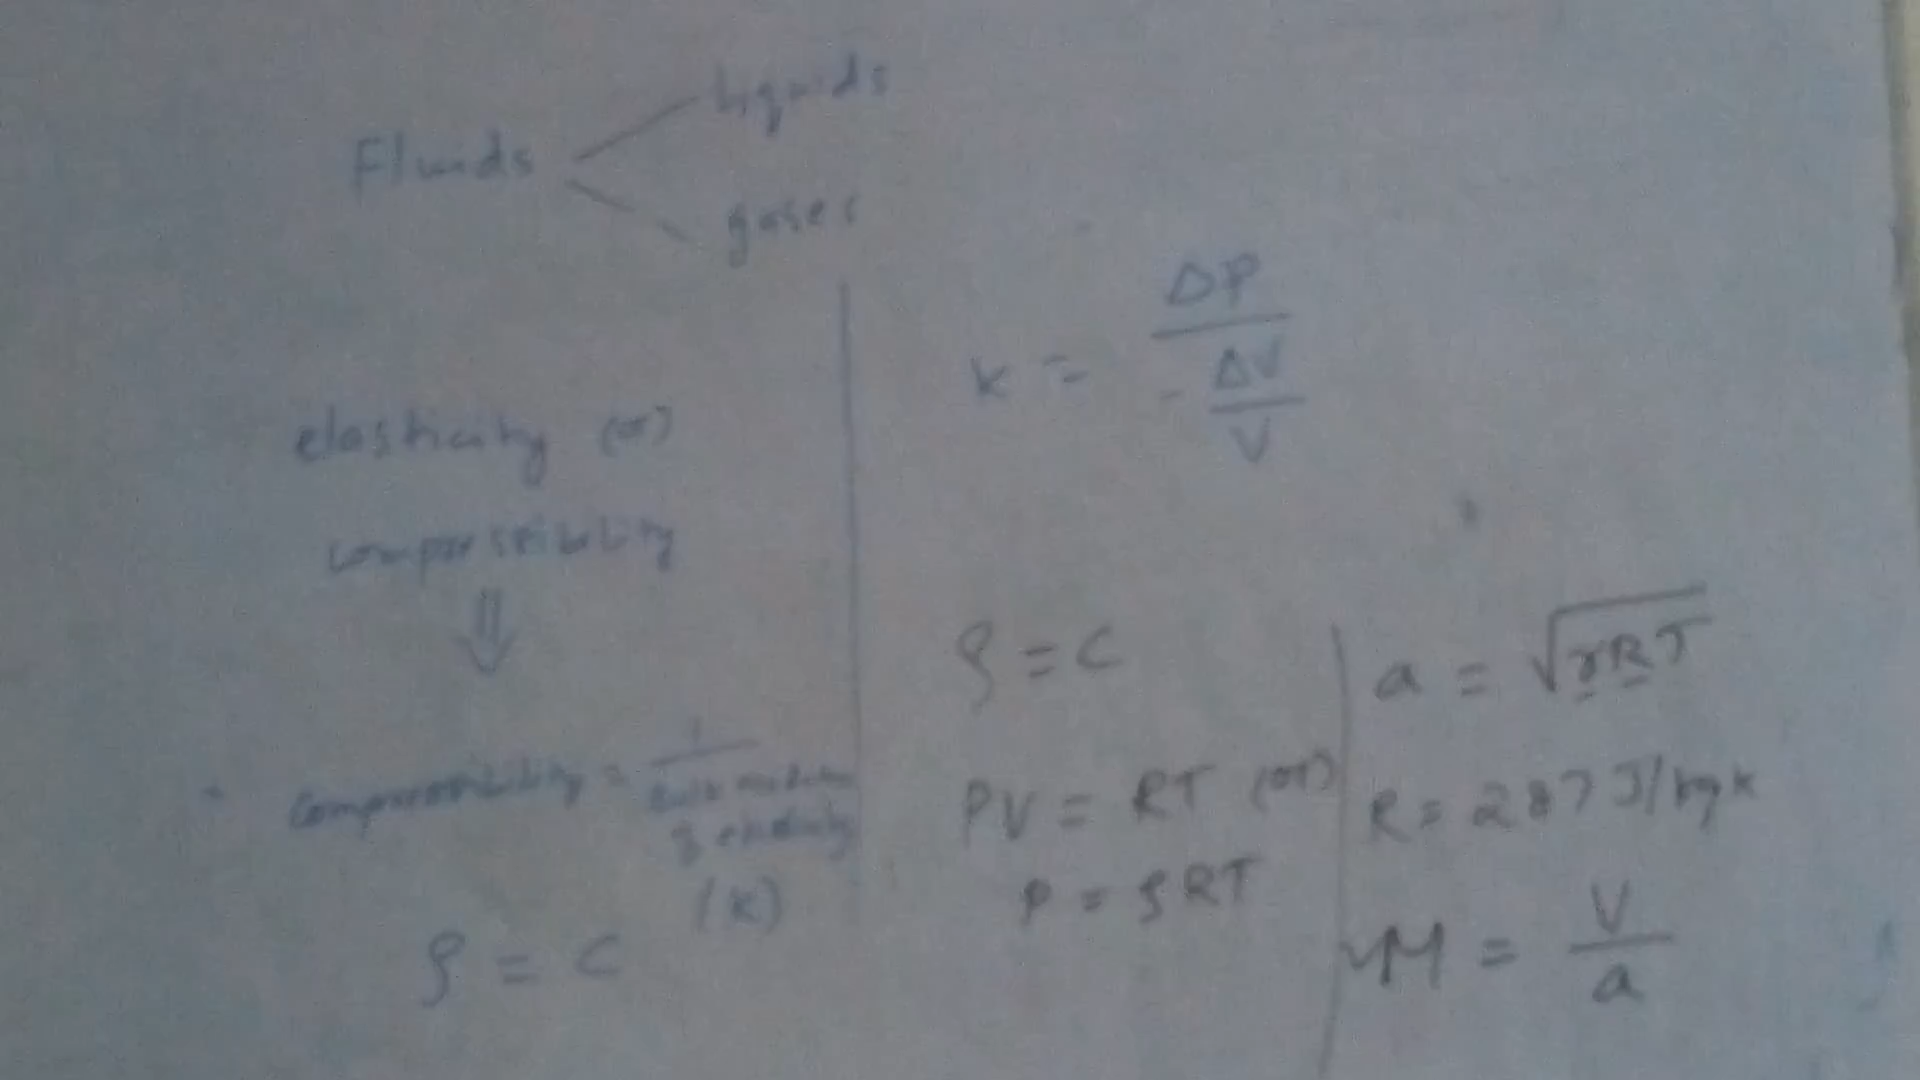 Liquids
Fluids
gases
elasticity (or)
compressibility
⇓
compressibility = 1 / Bulk modulus
elasticity
(K)
ρ = C
K = ΔP / - ΔV / V
ρ = C
PV = RT (or)
P = ρRT
a = √γRT
R = 287 J/kg K
M = V / a